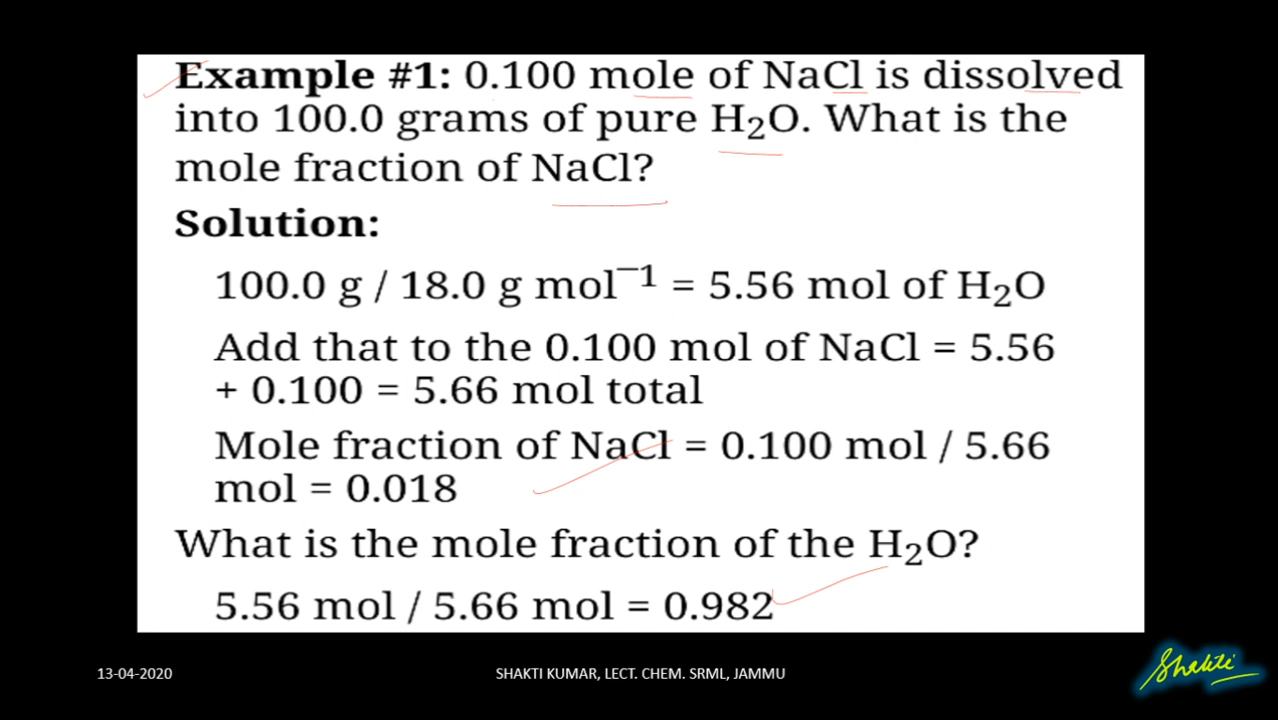 Example #1: 0.100 mole of NaCl is dissolved
into 100.0 grams of pure H₂O. What is the
mole fraction of NaCl?
Solution:
100.0 g / 18.0 g mol⁻¹ = 5.56 mol of H₂O
Add that to the 0.100 mol of NaCl = 5.56
+ 0.100 = 5.66 mol total
Mole fraction of NaCl = 0.100 mol / 5.66
mol = 0.018
What is the mole fraction of the H₂O?
5.56 mol / 5.66 mol = 0.982
13-04-2020
SHAKTI KUMAR, LECT. CHEM. SRML, JAMMU
Shakti